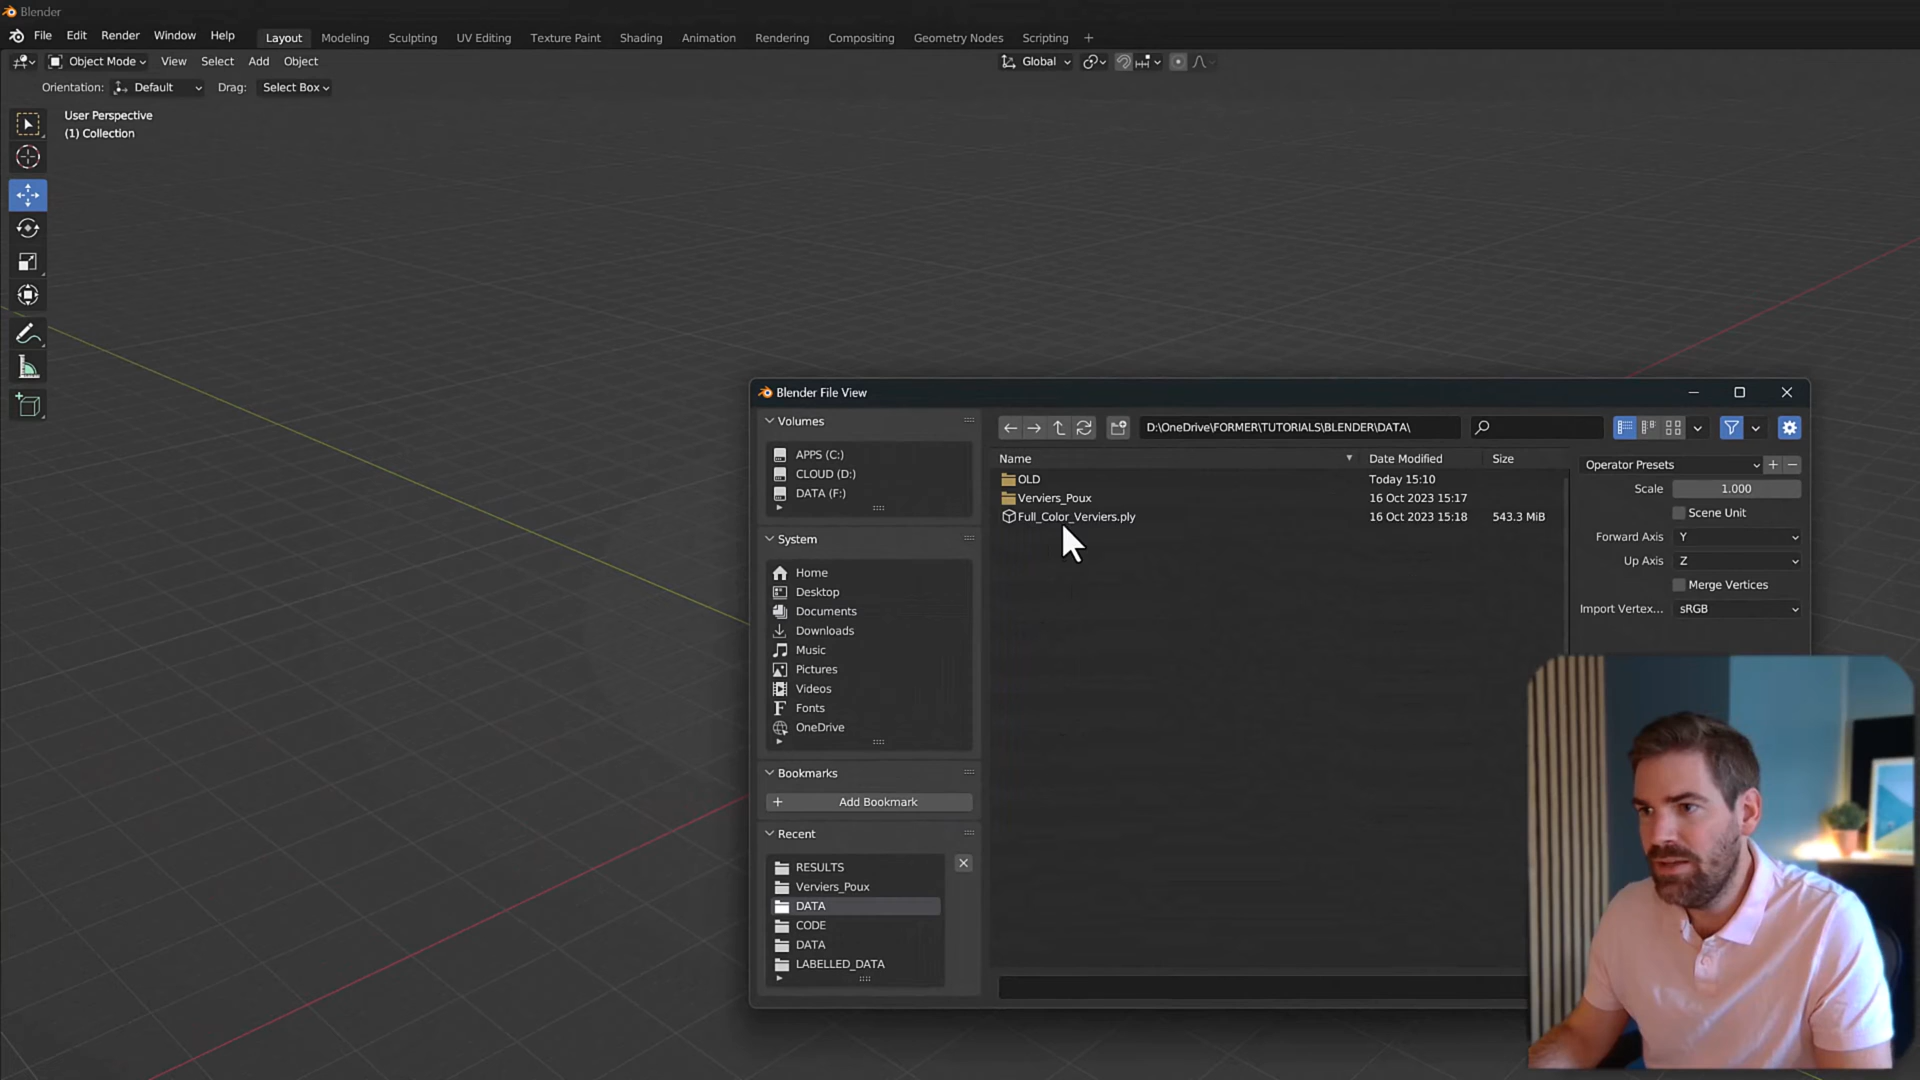 Blender
File Edit Render Window Help Layout Modeling Sculpting UV Editing Texture Paint Shading Animation Rendering Compositing Geometry Nodes Scripting +
Object Mode View Select Add Object Global
Orientation: Default Drag: Select Box
User Perspective
(1) Collection
Blender File View
Volumes
APPS (C:)
CLOUD (D:)
DATA (F:)
System
Home
Desktop
Documents
Downloads
Music
Pictures
Videos
Fonts
OneDrive
Bookmarks
+ Add Bookmark
Recent
RESULTS
Verviers_Poux
DATA
CODE
DATA
LABELLED_DATA
D:\OneDrive\FORMER\TUTORIALS\BLENDER\DATA\
Name Date Modified Size
OLD Today 15:10
Verviers_Poux 16 Oct 2023 15:17
Full_Color_Verviers.ply 16 Oct 2023 15:18 543.3 MiB
Operator Presets
Scale 1.000
Scene Unit
Forward Axis Y
Up Axis Z
Merge Vertices
Import Vertex... sRGB